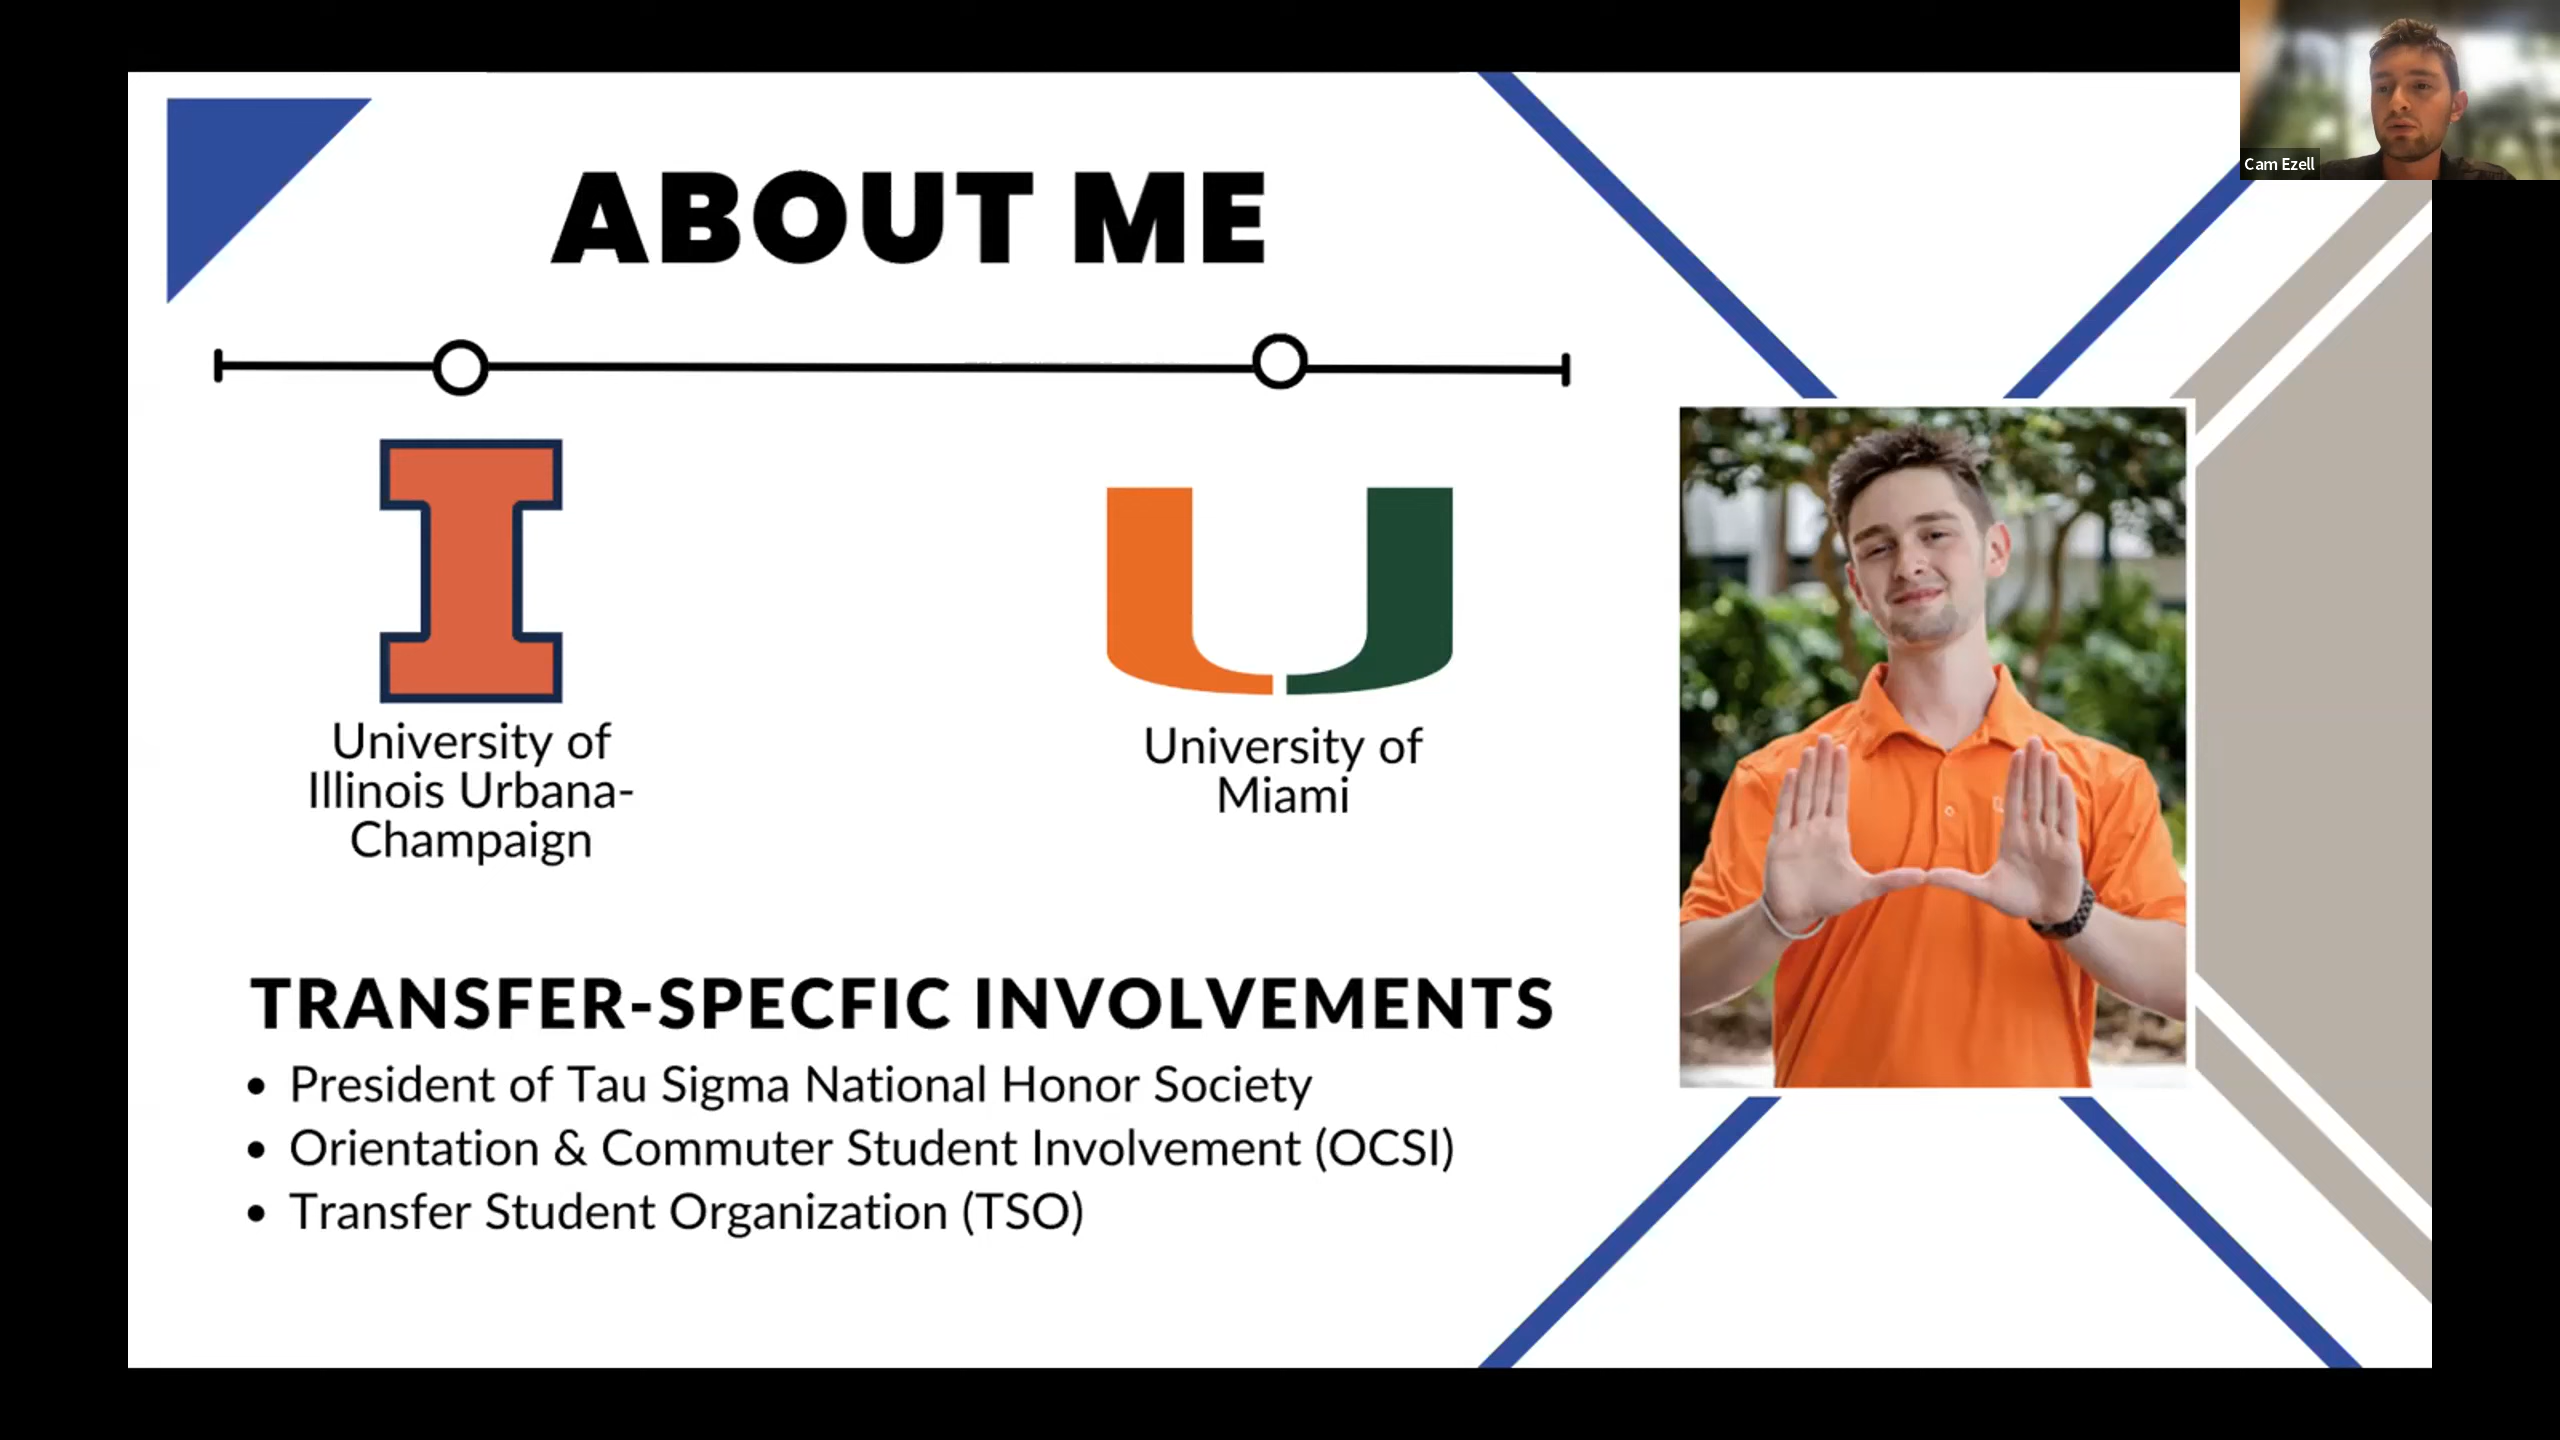 ABOUT ME
Cam Ezell
I
U
University of
Illinois Urbana-
Champaign
University of
Miami
TRANSFER-SPECFIC INVOLVEMENTS
• President of Tau Sigma National Honor Society
• Orientation & Commuter Student Involvement (OCSI)
• Transfer Student Organization (TSO)